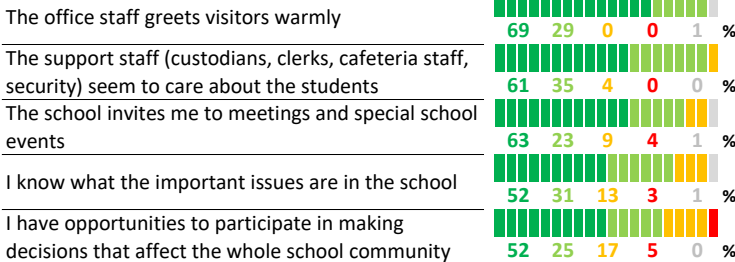 The office staff greets visitors warmly
69 29 0 0 1 %
The support staff (custodians, clerks, cafeteria staff,
security) seem to care about the students
61 35 4 0 0 %
The school invites me to meetings and special school
events
63 23 9 4 1 %
I know what the important issues are in the school
52 31 13 3 1 %
I have opportunities to participate in making
decisions that affect the whole school community
52 25 17 5 0 %